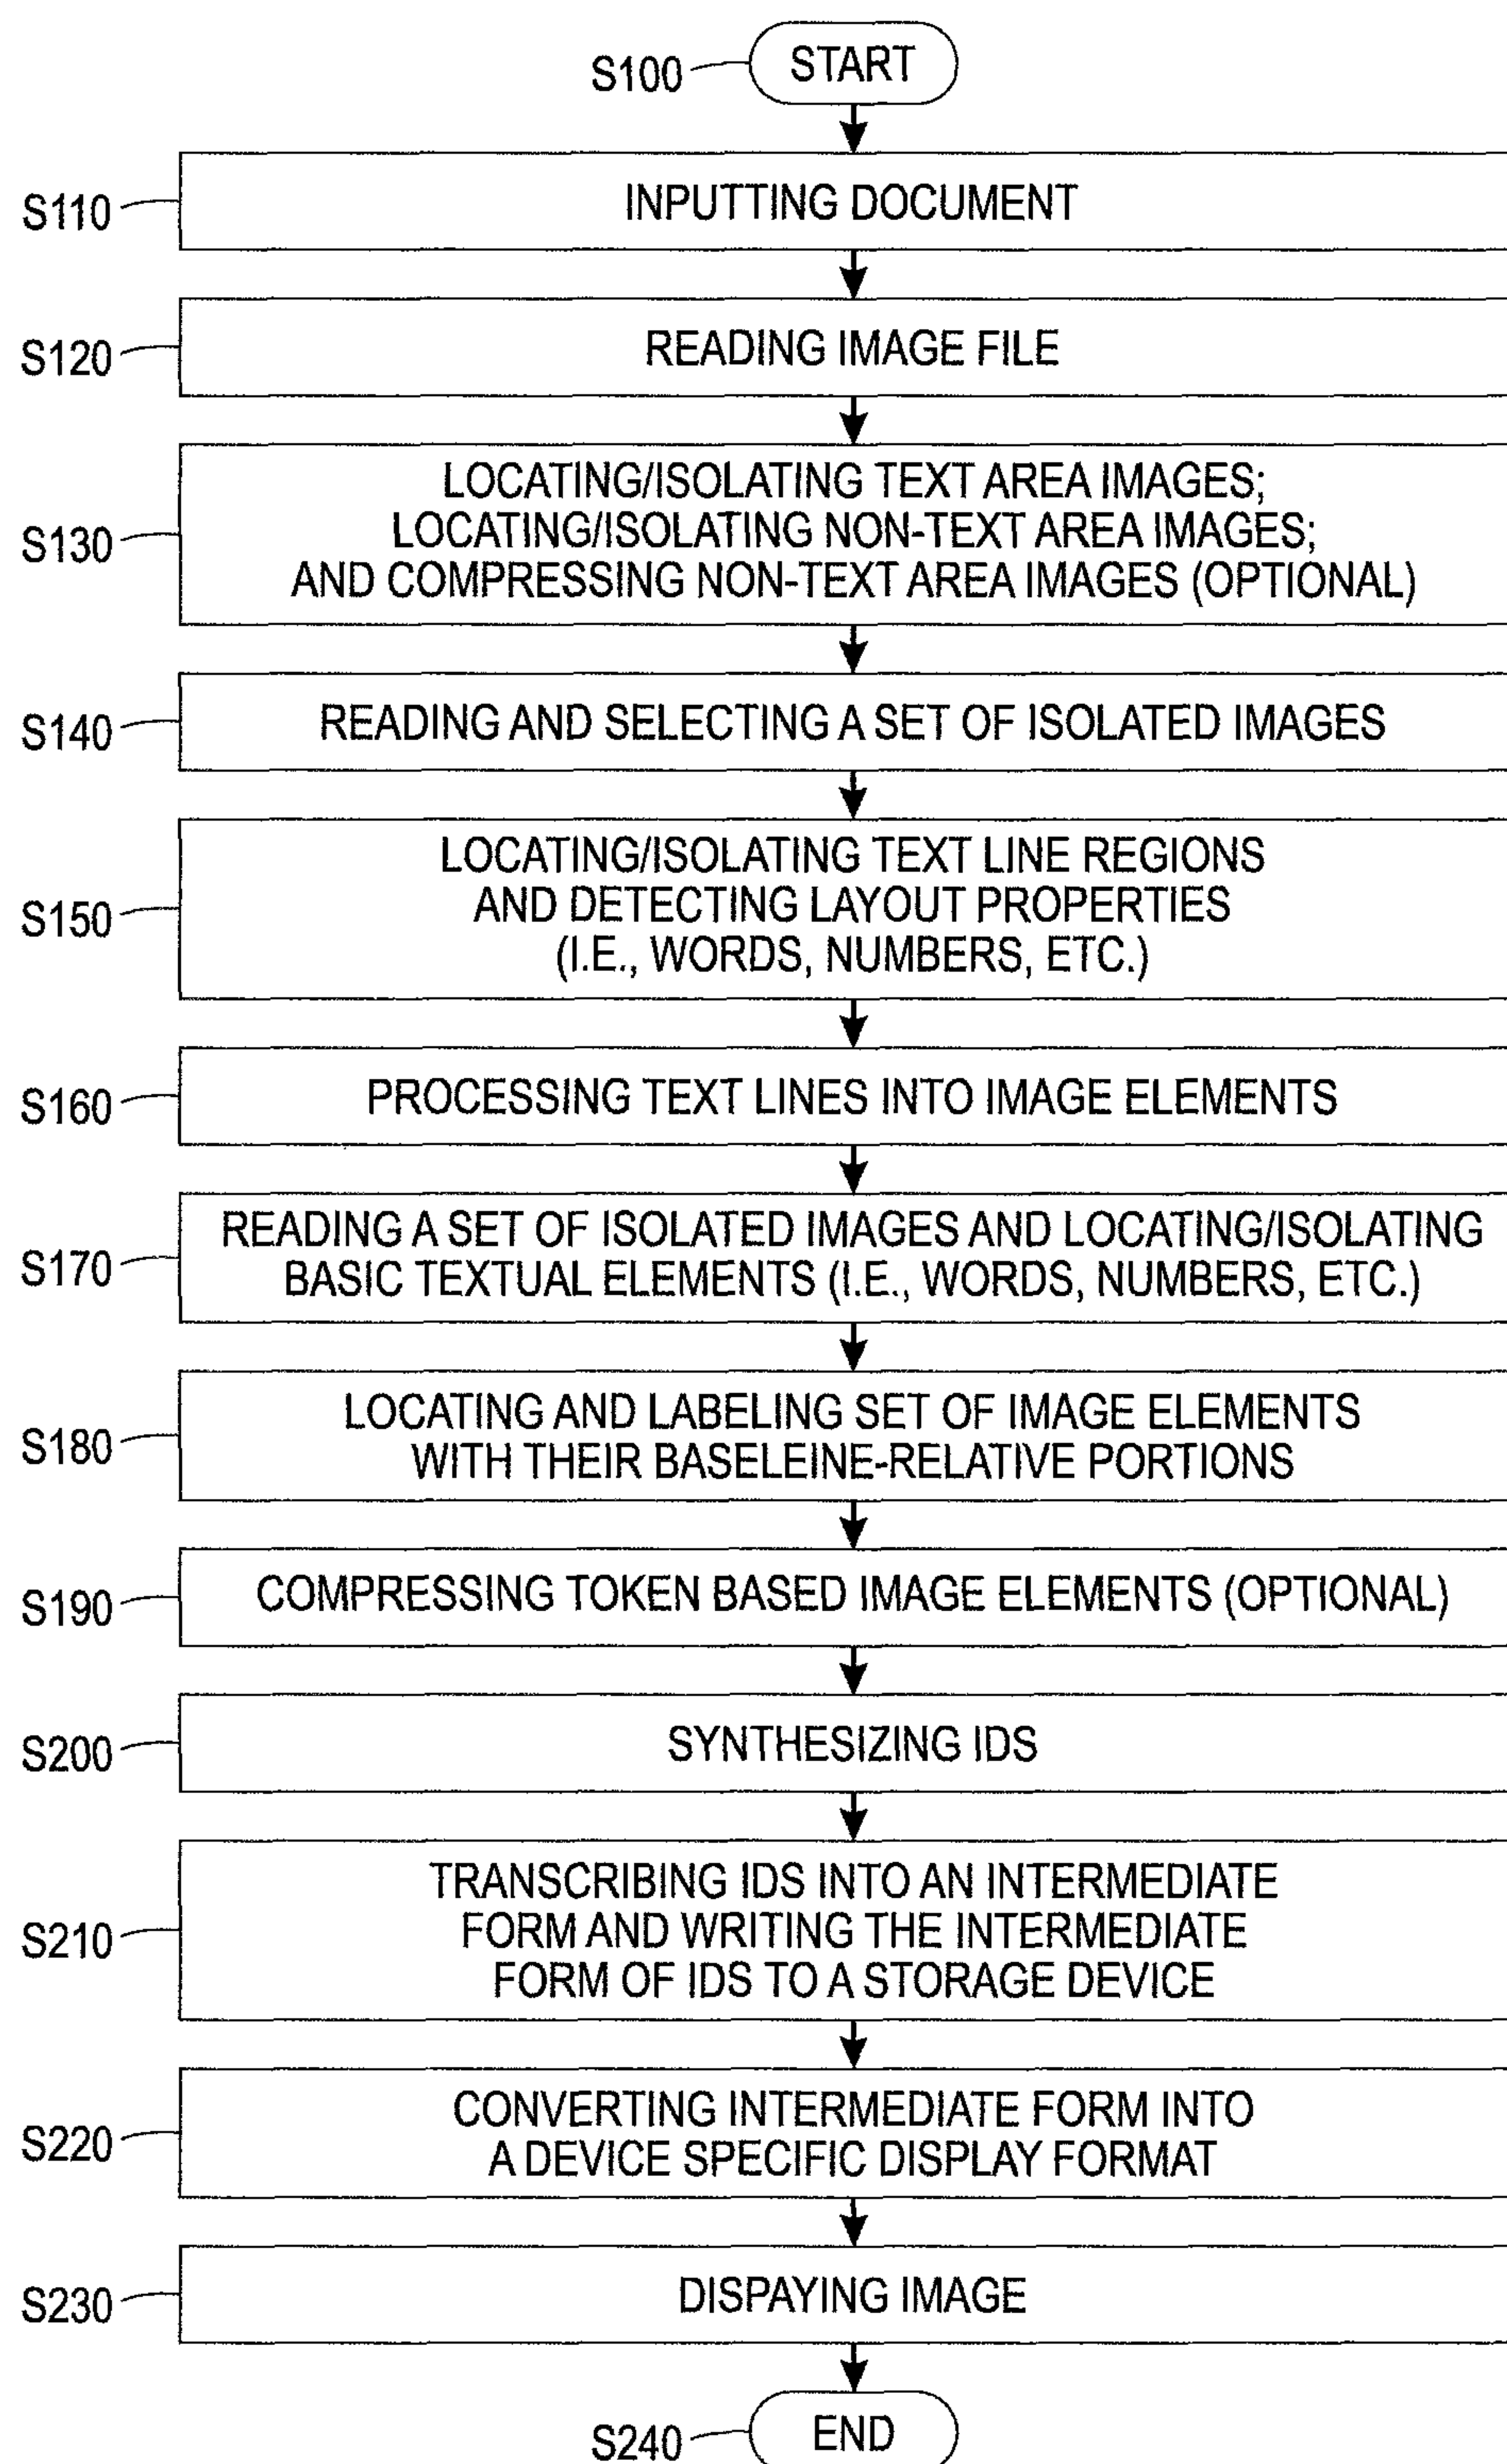 S100 START
S110 INPUTTING DOCUMENT
S120 READING IMAGE FILE
LOCATING/ISOLATING TEXT AREA IMAGES;
S130 LOCATING/ISOLATING NON-TEXT AREA IMAGES;
AND COMPRESSING NON-TEXT AREA IMAGES (OPTIONAL)
S140 READING AND SELECTING A SET OF ISOLATED IMAGES
LOCATING/ISOLATING TEXT LINE REGIONS
S150 AND DETECTING LAYOUT PROPERTIES
(I.E., WORDS, NUMBERS, ETC.)
S160 PROCESSING TEXT LINES INTO IMAGE ELEMENTS
S170 READING A SET OF ISOLATED IMAGES AND LOCATING/ISOLATING
BASIC TEXTUAL ELEMENTS (I.E., WORDS, NUMBERS, ETC.)
S180 LOCATING AND LABELING SET OF IMAGE ELEMENTS
WITH THEIR BASELEINE-RELATIVE PORTIONS
S190 COMPRESSING TOKEN BASED IMAGE ELEMENTS (OPTIONAL)
S200 SYNTHESIZING IDS
TRANSCRIBING IDS INTO AN INTERMEDIATE
S210 FORM AND WRITING THE INTERMEDIATE
FORM OF IDS TO A STORAGE DEVICE
S220 CONVERTING INTERMEDIATE FORM INTO
A DEVICE SPECIFIC DISPLAY FORMAT
S230 DISPAYING IMAGE
S240 END